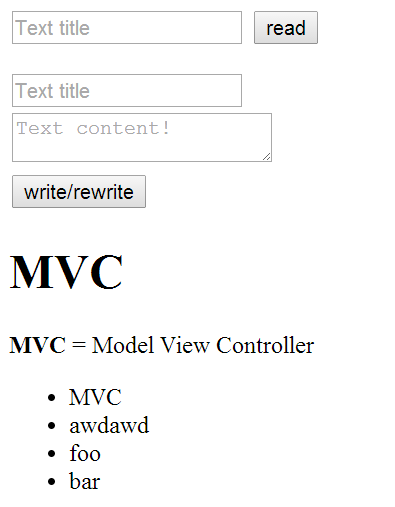 Text title read
Text title
Text content!
write/rewrite
MVC
MVC = Model View Controller
MVC
awdawd
foo
bar